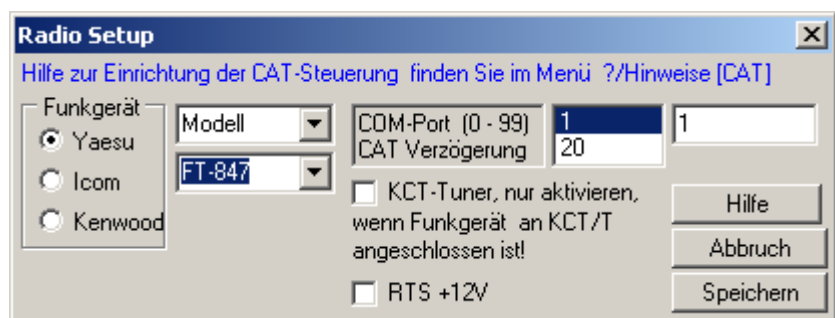 Radio Setup
Hilfe zur Einrichtung der CAT-Steuerung finden Sie im Menü ?/Hinweise [CAT]
Funkgerät
Yaesu
Icom
Kenwood
Modell
FT-847
COM-Port (0 - 99)
CAT Verzögerung
1
20
1
KCT-Tuner, nur aktivieren,
wenn Funkgerät an KCT/T
angeschlossen ist!
RTS +12V
Hilfe
Abbruch
Speichern